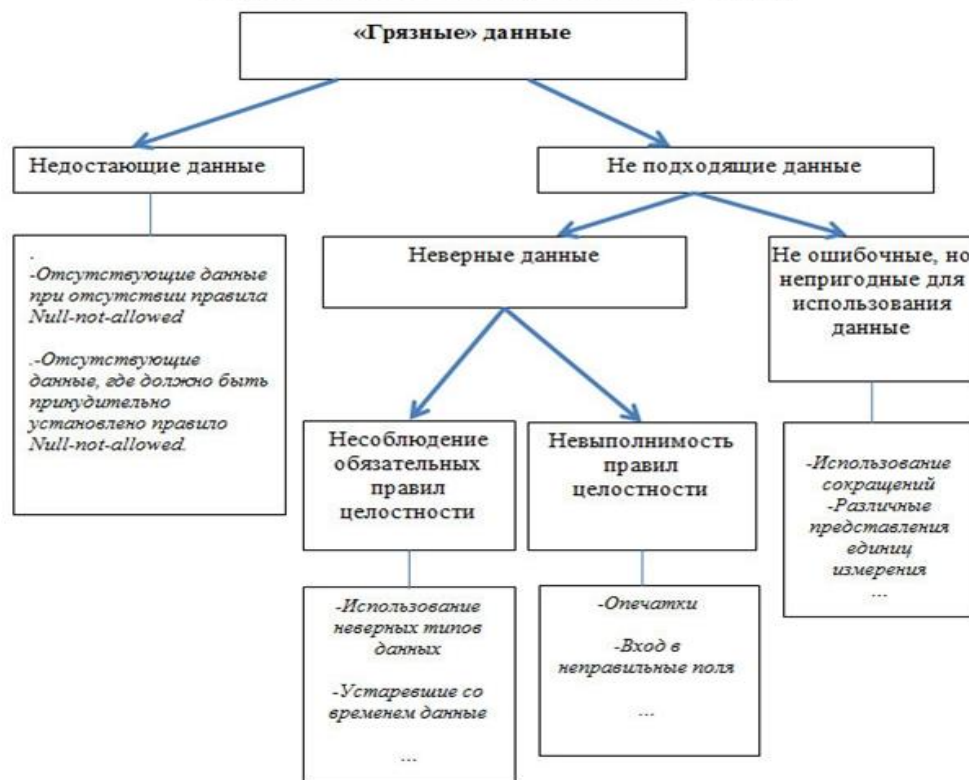 «Грязные» данные
Недостающие данные
Не подходящие данные
.
-Отсутствующие данные
при отсутствии правила
Null-not-allowed
.-Отсутствующие
данные, где должно быть
принудительно
установлено правило
Null-not-allowed.
Неверные данные
Не ошибочные, но
непригодные для
использования
данные
Несоблюдение
обязательных
правил
целостности
Невыполнимость
правил
целостности
-Использование
сокращений
-Различные
представления
единиц
измерения
...
-Использование
неверных типов
данных
-Устаревшие со
временем данные
...
-Опечатки
-Вход в
неправильные поля
...